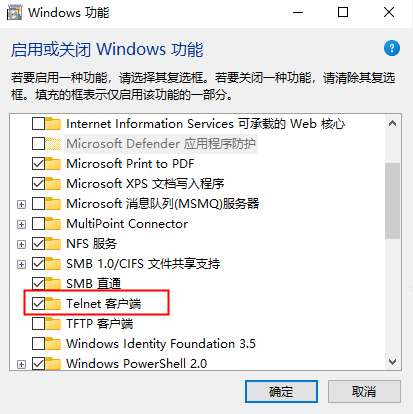 Windows 功能
启用或关闭 Windows 功能
若要启用一种功能，请选择其复选框。若要关闭一种功能，请清除其复选
框。填充的框表示仅启用该功能的一部分。
Internet Information Services 可承载的 Web 核心
Microsoft Defender 应用程序防护
Microsoft Print to PDF
Microsoft XPS 文档写入程序
Microsoft 消息队列(MSMQ)服务器
MultiPoint Connector
NFS 服务
SMB 1.0/CIFS 文件共享支持
SMB 直通
Telnet 客户端
TFTP 客户端
Windows Identity Foundation 3.5
Windows PowerShell 2.0
确定
取消